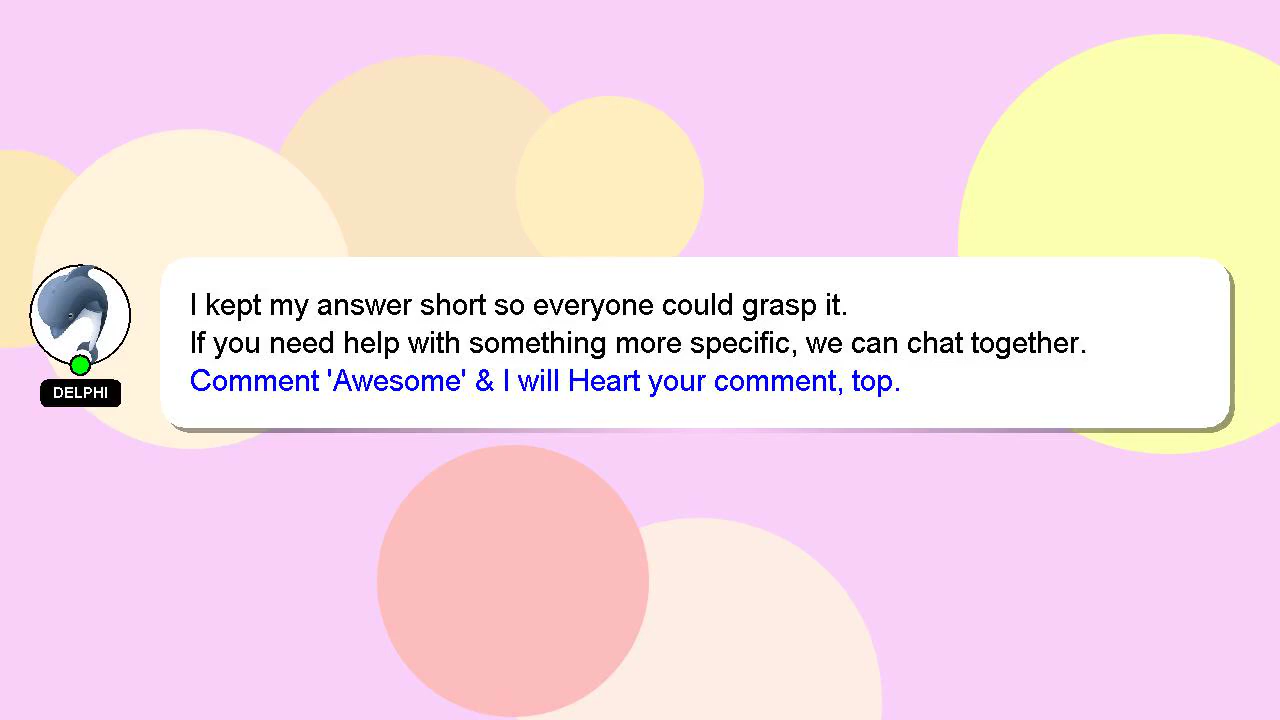 I kept my answer short so everyone could grasp it.
If you need help with something more specific, we can chat together.
Comment 'Awesome' & I will Heart your comment, top.
DELPHI